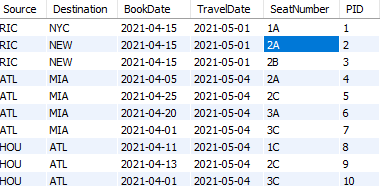 Source Destination BookDate TravelDate SeatNumber PID
RIC NYC 2021-04-15 2021-05-01 1A 1
RIC NEW 2021-04-15 2021-05-01 2A 2
RIC NEW 2021-04-15 2021-05-01 2B 3
ATL MIA 2021-04-05 2021-05-04 2A 4
ATL MIA 2021-04-25 2021-05-04 2C 5
ATL MIA 2021-04-20 2021-05-04 3A 6
ATL MIA 2021-04-01 2021-05-04 3C 7
HOU ATL 2021-04-11 2021-05-04 1C 8
HOU ATL 2021-04-13 2021-05-04 2C 9
HOU ATL 2021-04-01 2021-05-04 3C 10